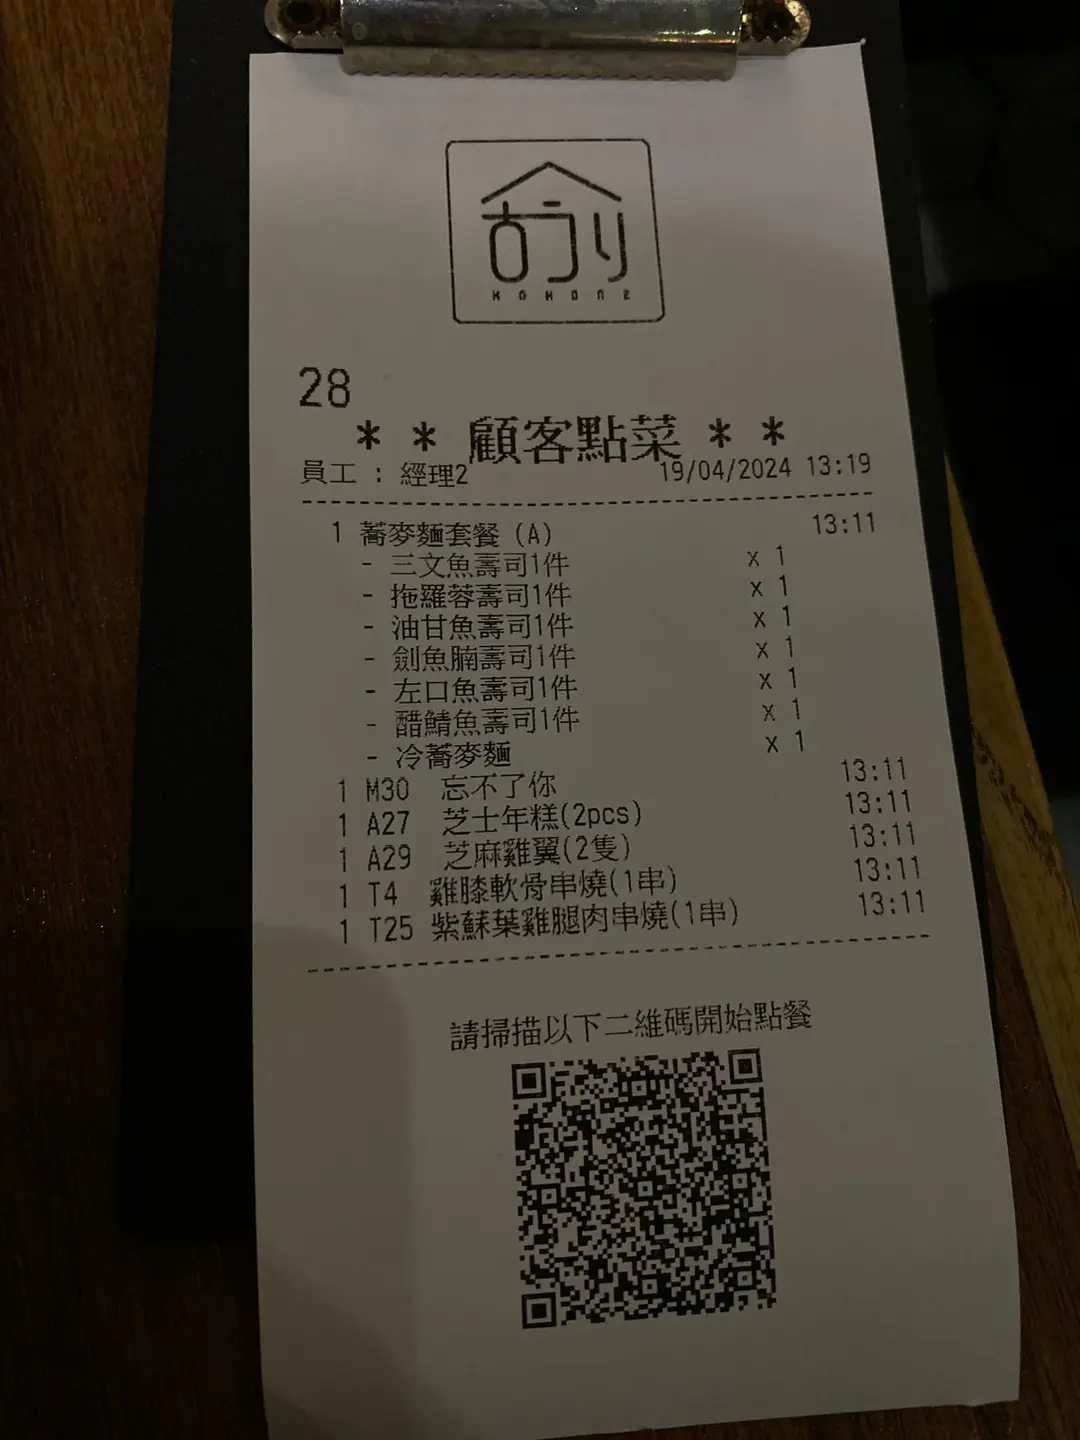 KOKONE
28
** 顧客點菜 **
員工 : 經理2 19/04/2024 13:19
1 蕎麥麵套餐 (A) 13:11
- 三文魚壽司1件 x 1
- 拖羅蓉壽司1件 x 1
- 油甘魚壽司1件 x 1
- 劍魚腩壽司1件 x 1
- 左口魚壽司1件 x 1
- 醋鯖魚壽司1件 x 1
- 冷蕎麥麵 x 1
1 M30 忘不了你 13:11
1 A27 芝士年糕(2pcs) 13:11
1 A29 芝麻雞翼(2隻) 13:11
1 T4 雞膝軟骨串燒(1串) 13:11
1 T25 紫蘇葉雞腿肉串燒(1串) 13:11
請掃描以下二維碼開始點餐